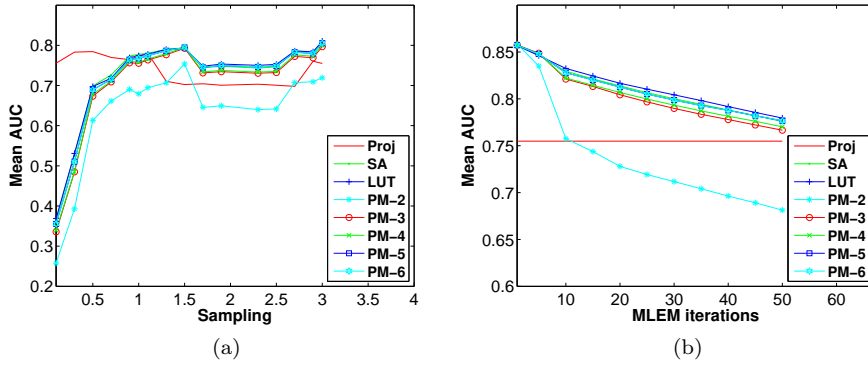 0.8
0.7
0.6
0.5
0.4
0.3
0.2
Mean AUC
0.5 1 1.5 2 2.5 3 3.5 4
Sampling
Proj
SA
LUT
PM−2
PM−3
PM−4
PM−5
PM−6
(a)
0.85
0.8
0.75
0.7
0.65
0.6
Mean AUC
10 20 30 40 50 60
MLEM iterations
Proj
SA
LUT
PM−2
PM−3
PM−4
PM−5
PM−6
(b)